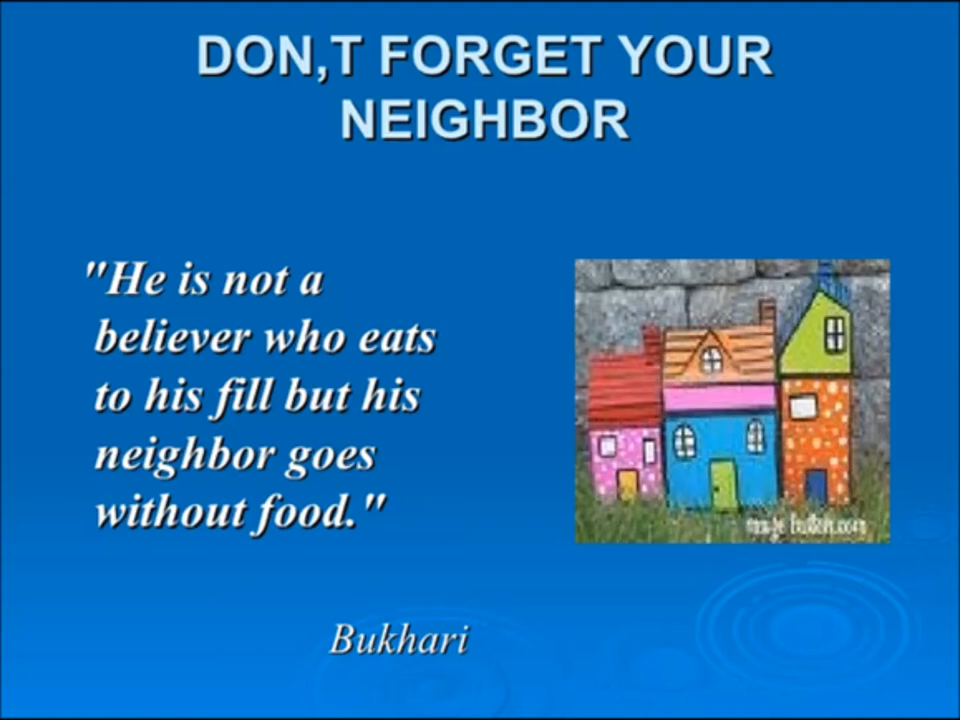 DON,T FORGET YOUR
NEIGHBOR
"He is not a
believer who eats
to his fill but his
neighbor goes
without food."
Bukhari